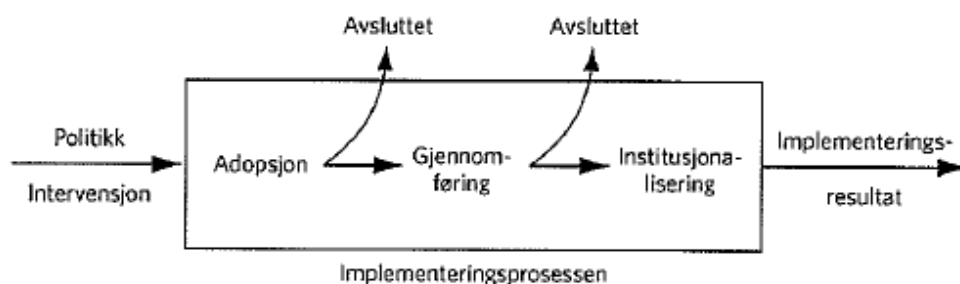 Avsluttet
Avsluttet
Politikk
Intervensjon
Adopsjon
Gjennom-
føring
Institusjona-
lisering
Implementerings-
resultat
Implementeringsprosessen